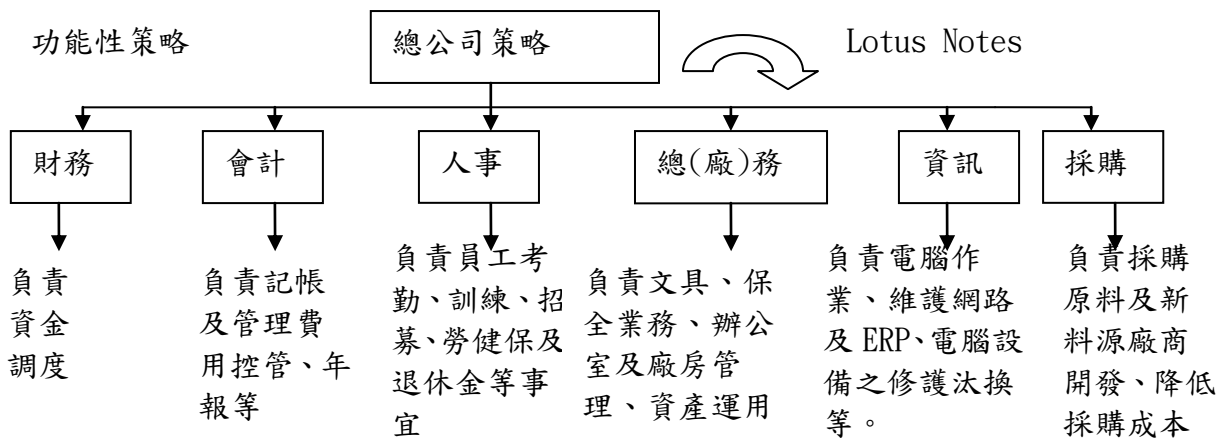 功能性策略
總公司策略
Lotus Notes
財務
會計
人事
總(廠)務
資訊
採購
負責
資金
調度
負責記帳
及管理費
用控管、年
報等
負責員工考
勤、訓練、招
募、勞健保及
退休金等事
宜
負責文具、保
全業務、辦公
室及廠房管
理、資產運用
負責電腦作
業、維護網路
及 ERP、電腦設
備之修護汰換
等。
負責採購
原料及新
料源廠商
開發、降低
採購成本